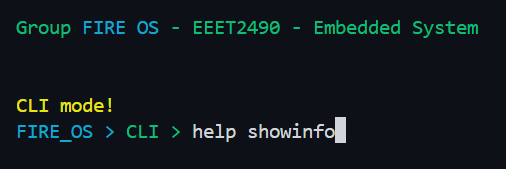 Group FIRE OS - EEET2490 - Embedded System
CLI mode!
FIRE_OS > CLI > help showinfo